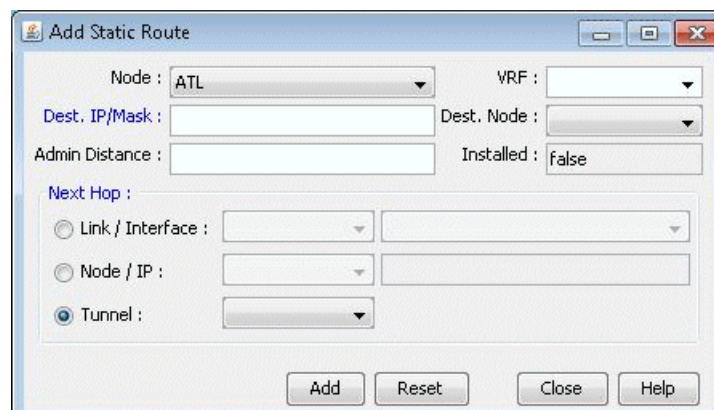 Add Static Route
Node : ATL VRF :
Dest. IP/Mask : Dest. Node :
Admin Distance : Installed : false
Next Hop :
Link / Interface :
Node / IP :
Tunnel :
Add Reset Close Help